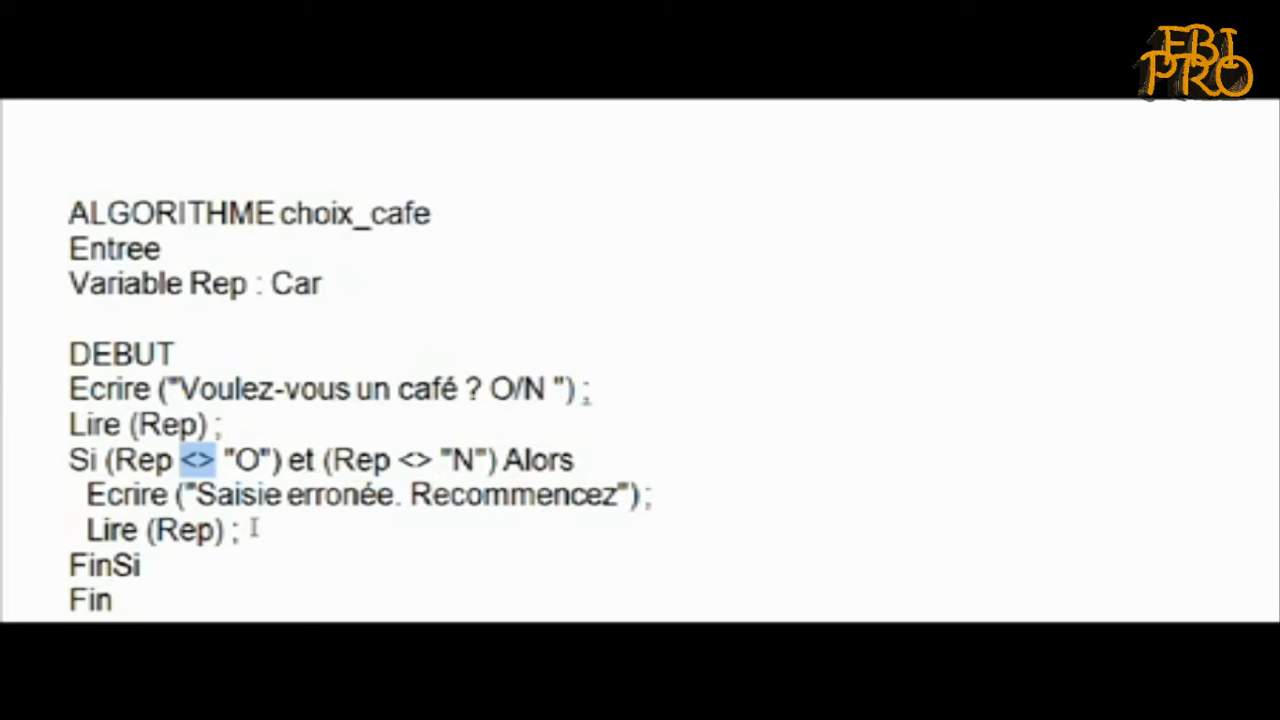 FBI
PRO
ALGORITHME choix_cafe
Entree
Variable Rep : Car
DEBUT
Ecrire ("Voulez-vous un café ? O/N ") ;
Lire (Rep) ;
Si (Rep <> "O") et (Rep <> "N") Alors
Ecrire ("Saisie erronée. Recommencez") ;
Lire (Rep) ;
FinSi
Fin